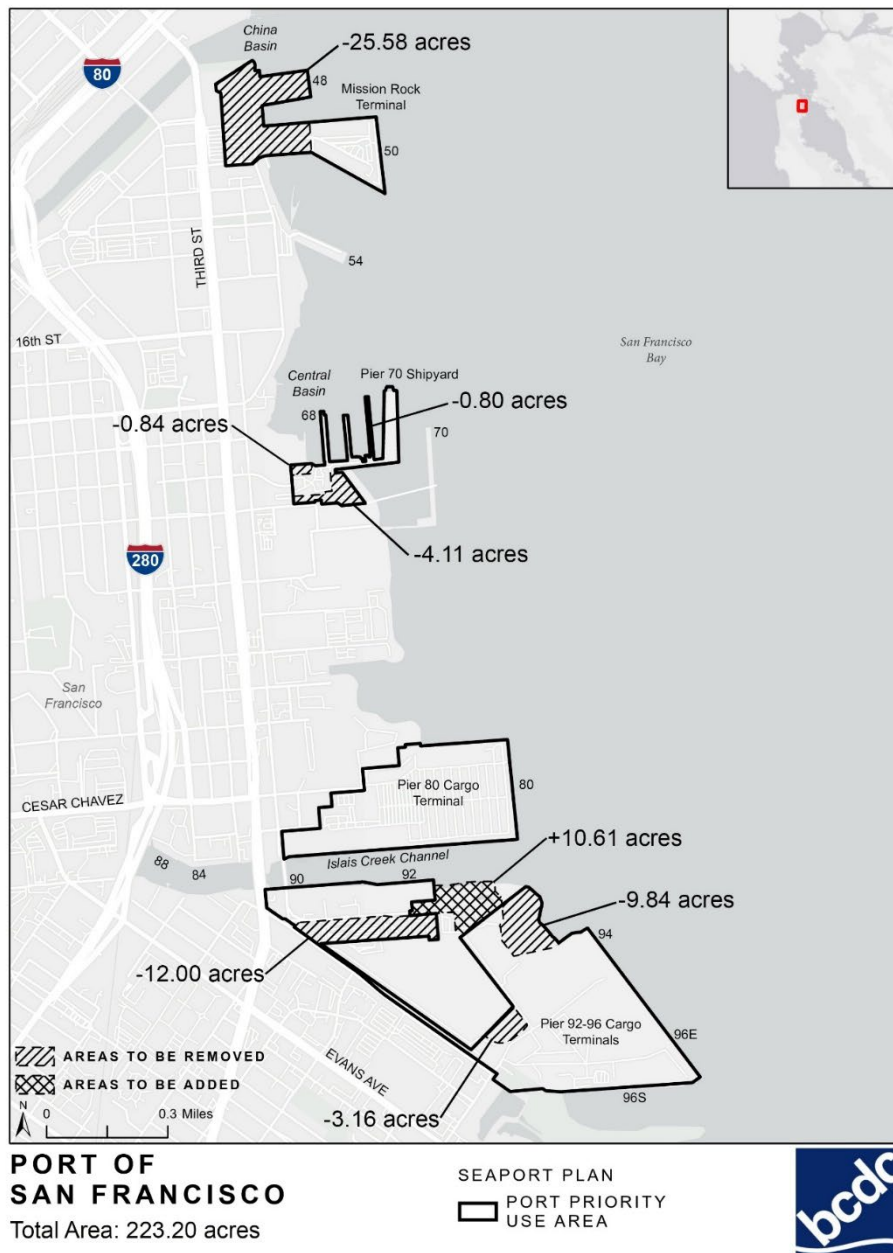 China
Basin
-25.58 acres
80
48
Mission Rock
Terminal
50
THIRD ST
54
16th ST
San Francisco
Bay
Central
Basin
Pier 70 Shipyard
-0.80 acres
68
-0.84 acres
70
-4.11 acres
280
San
Francisco
Pier 80 Cargo
Terminal
80
CESAR CHAVEZ
+10.61 acres
Islais Creek Channel
88
84
90
92
-9.84 acres
94
-12.00 acres
Pier 92-96 Cargo
Terminals
96E
AREAS TO BE REMOVED
AREAS TO BE ADDED
EVANS AVE
96S
-3.16 acres
N
0
0.3 Miles
PORT OF
SAN FRANCISCO
Total Area: 223.20 acres
SEAPORT PLAN
PORT PRIORITY
USE AREA
bcdc